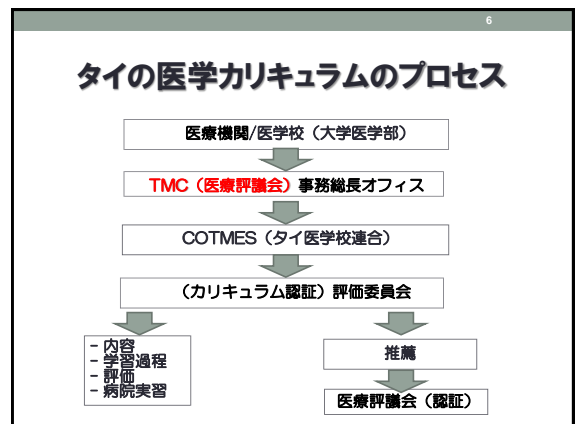 6
タイの医学カリキュラムのプロセス
医療機関/医学校（大学医学部）
TMC（医療評議会）事務総長オフィス
COTMES（タイ医学校連合）
（カリキュラム認証）評価委員会
- 内容
- 学習過程
- 評価
- 病院実習
推薦
医療評議会（認証）